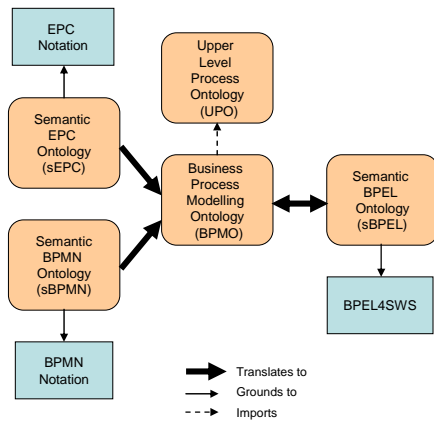 EPC
Notation
Upper
Level
Process
Ontology
(UPO)
Semantic
EPC
Ontology
(sEPC)
Business
Process
Modelling
Ontology
(BPMO)
Semantic
BPEL
Ontology
(sBPEL)
Semantic
BPMN
Ontology
(sBPMN)
BPEL4SWS
BPMN
Notation
Translates to
Grounds to
Imports